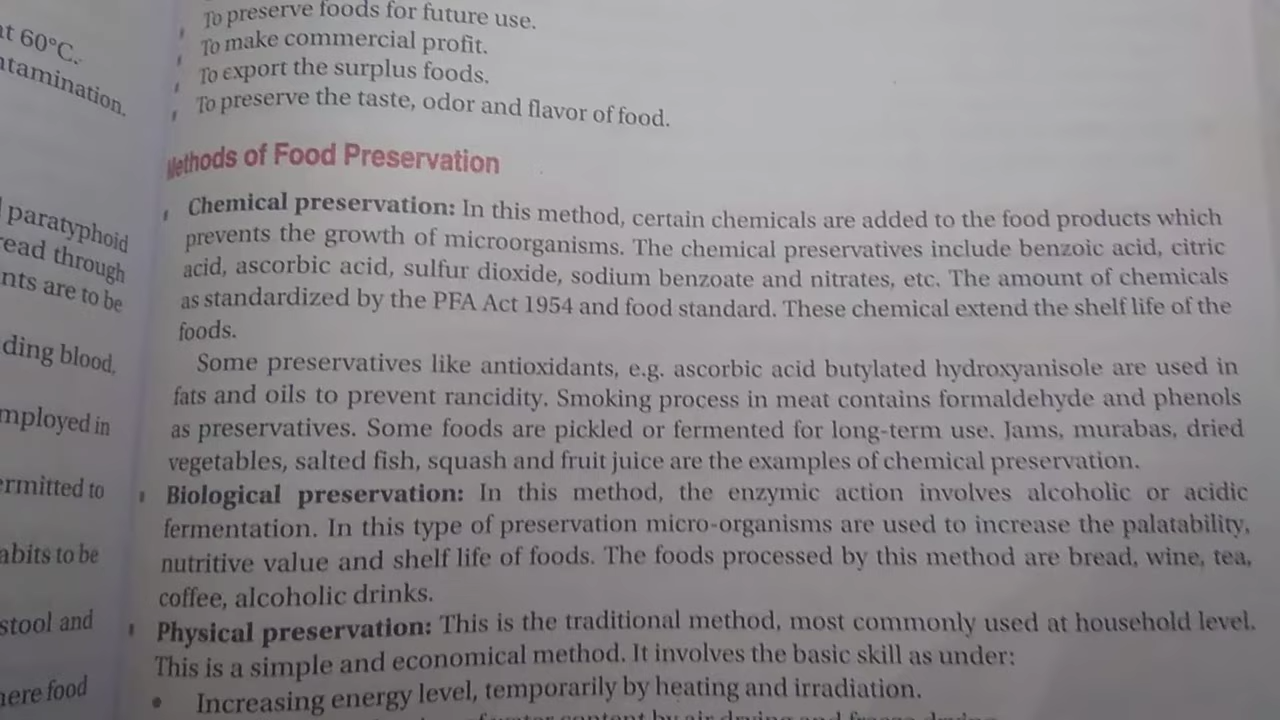 To preserve foods for future use.
To make commercial profit.
To export the surplus foods.
To preserve the taste, odor and flavor of food.
Methods of Food Preservation
Chemical preservation: In this method, certain chemicals are added to the food products which
prevents the growth of microorganisms. The chemical preservatives include benzoic acid, citric
acid, ascorbic acid, sulfur dioxide, sodium benzoate and nitrates, etc. The amount of chemicals
as standardized by the PFA Act 1954 and food standard. These chemical extend the shelf life of the
foods.
Some preservatives like antioxidants, e.g. ascorbic acid butylated hydroxyanisole are used in
fats and oils to prevent rancidity. Smoking process in meat contains formaldehyde and phenols
as preservatives. Some foods are pickled or fermented for long-term use. Jams, murabas, dried
vegetables, salted fish, squash and fruit juice are the examples of chemical preservation.
Biological preservation: In this method, the enzymic action involves alcoholic or acidic
fermentation. In this type of preservation micro-organisms are used to increase the palatability,
nutritive value and shelf life of foods. The foods processed by this method are bread, wine, tea,
coffee, alcoholic drinks.
Physical preservation: This is the traditional method, most commonly used at household level.
This is a simple and economical method. It involves the basic skill as under:
• Increasing energy level, temporarily by heating and irradiation.
content by air drying and freeze drying
60°C.
paratyphoid
through
are to be
blood,
in
to
to be
stool and
food